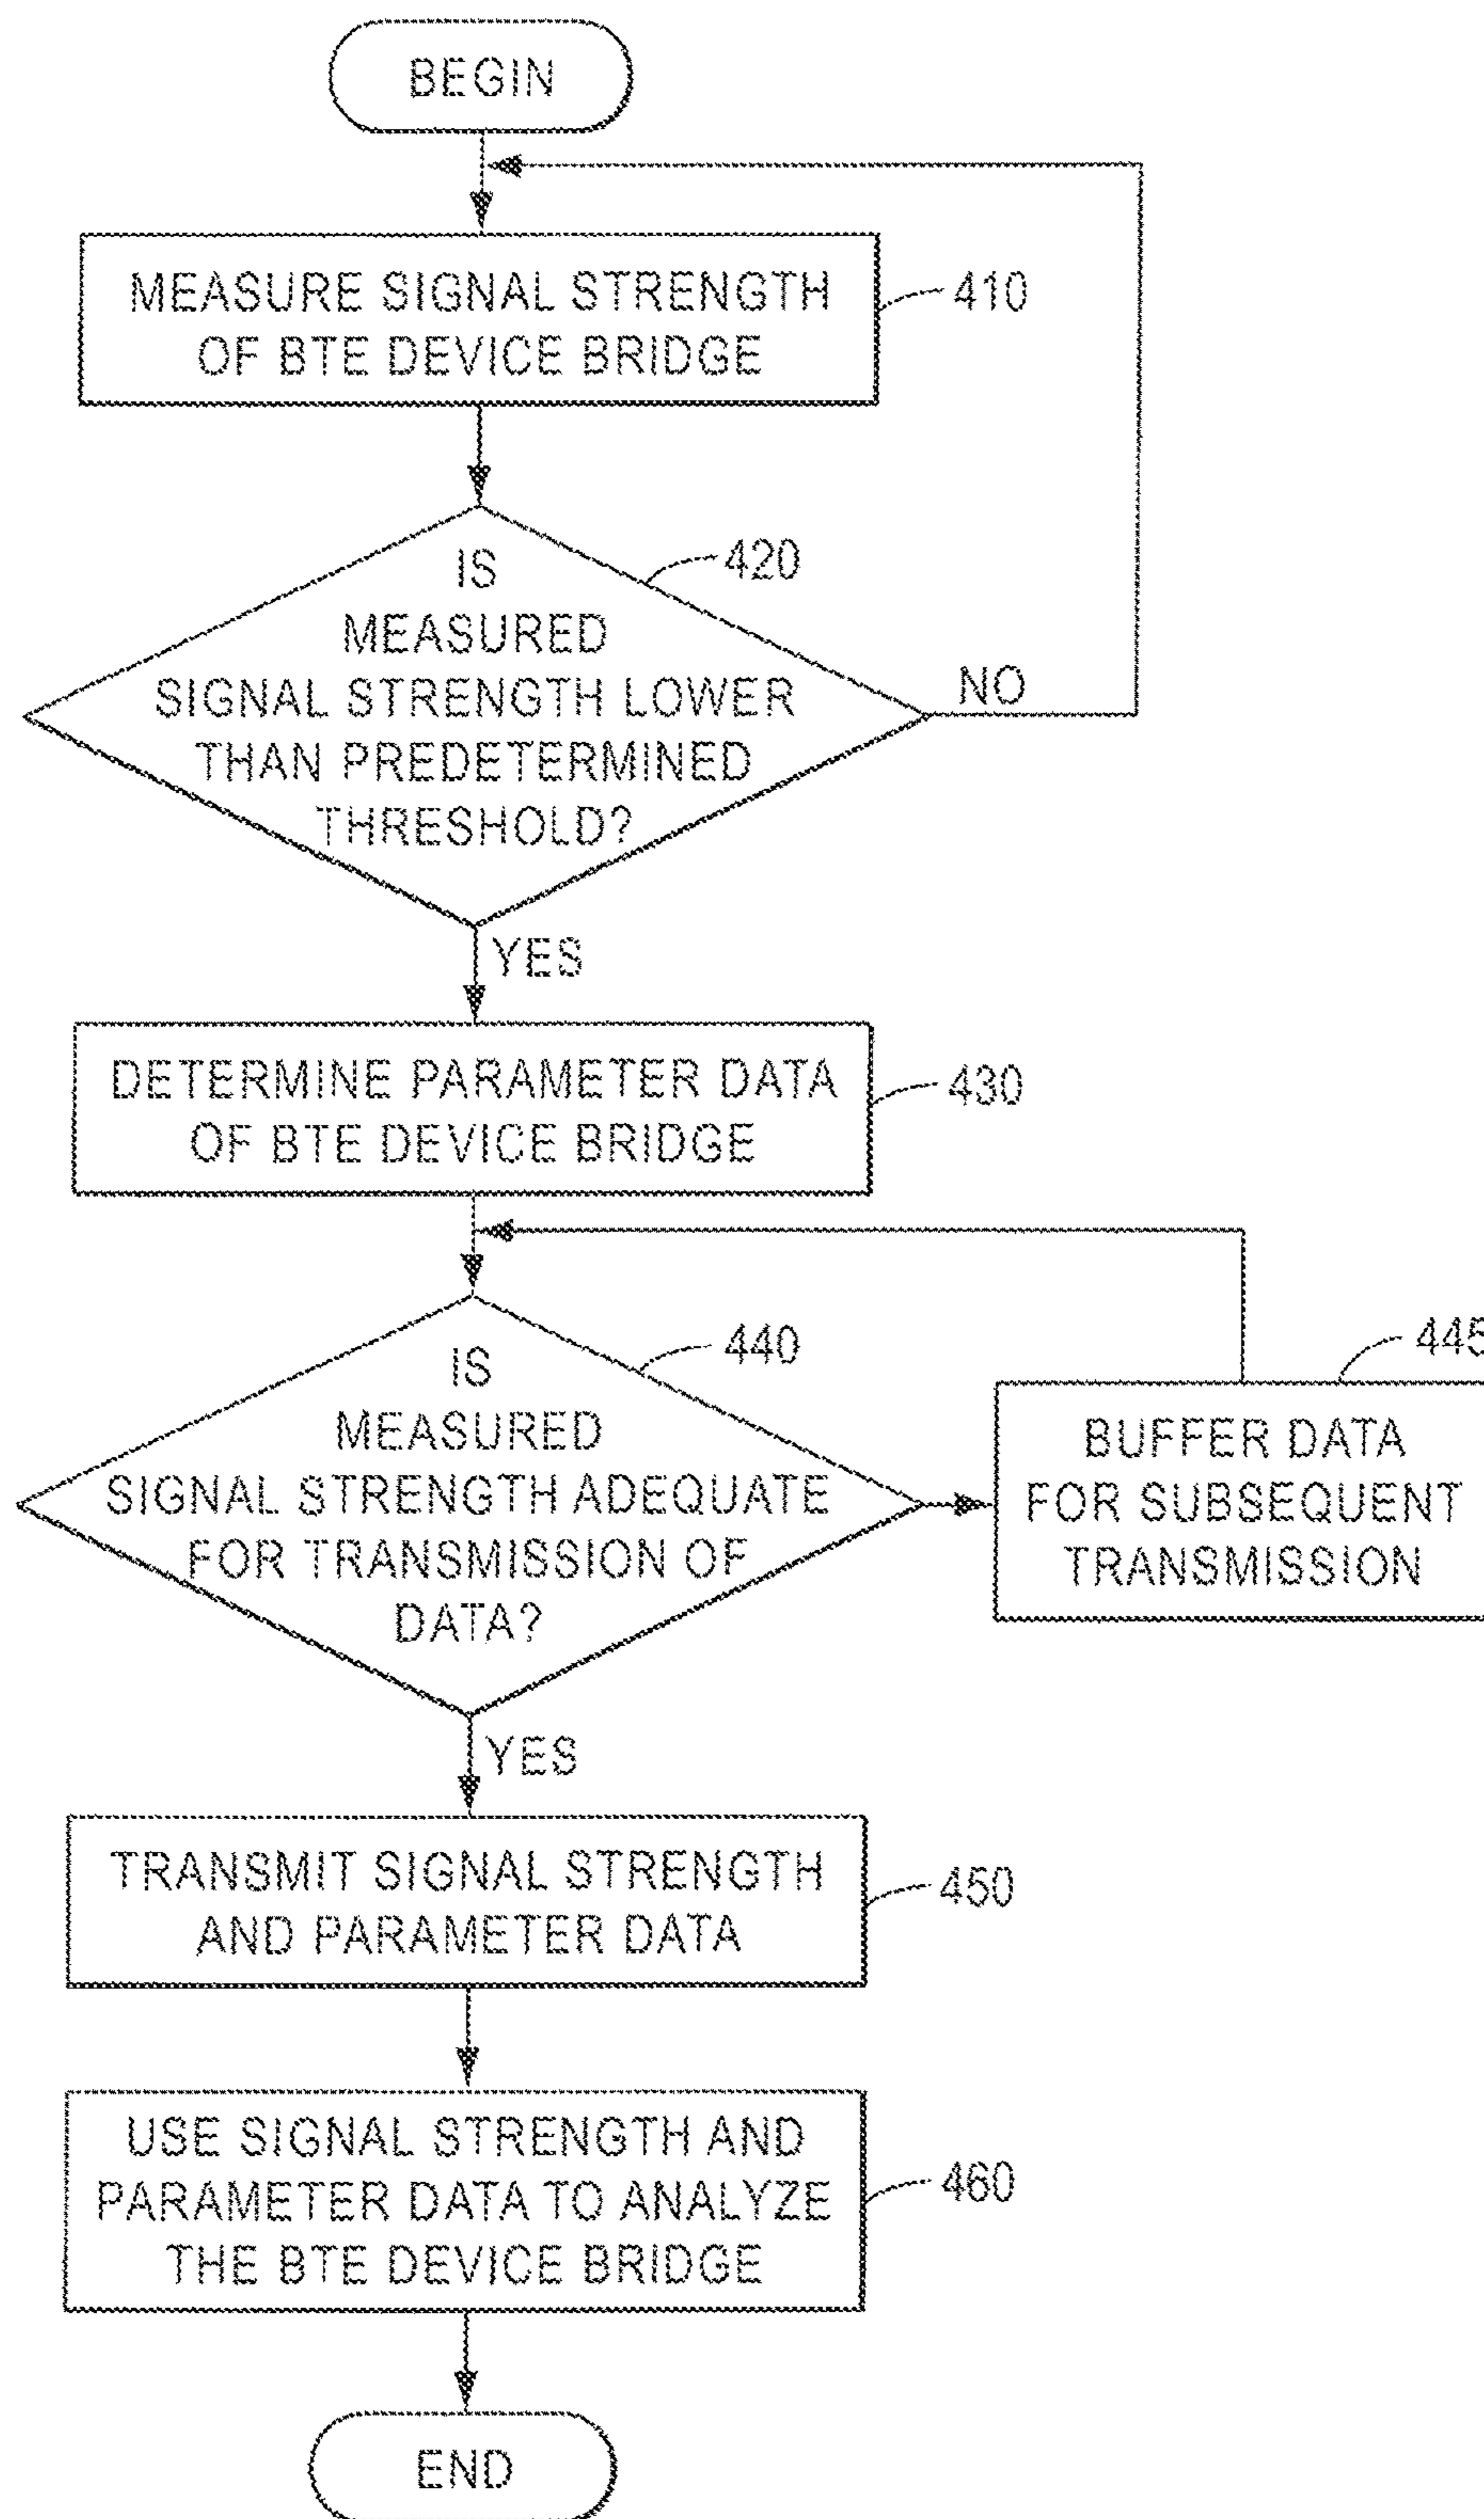 BEGIN
MEASURE SIGNAL STRENGTH
OF BTE DEVICE BRIDGE
410
IS
MEASURED
SIGNAL STRENGTH LOWER
THAN PREDETERMINED
THRESHOLD?
420
NO
YES
DETERMINE PARAMETER DATA
OF BTE DEVICE BRIDGE
430
IS
MEASURED
SIGNAL STRENGTH ADEQUATE
FOR TRANSMISSION OF
DATA?
440
445
BUFFER DATA
FOR SUBSEQUENT
TRANSMISSION
YES
TRANSMIT SIGNAL STRENGTH
AND PARAMETER DATA
450
USE SIGNAL STRENGTH AND
PARAMETER DATA TO ANALYZE
THE BTE DEVICE BRIDGE
460
END